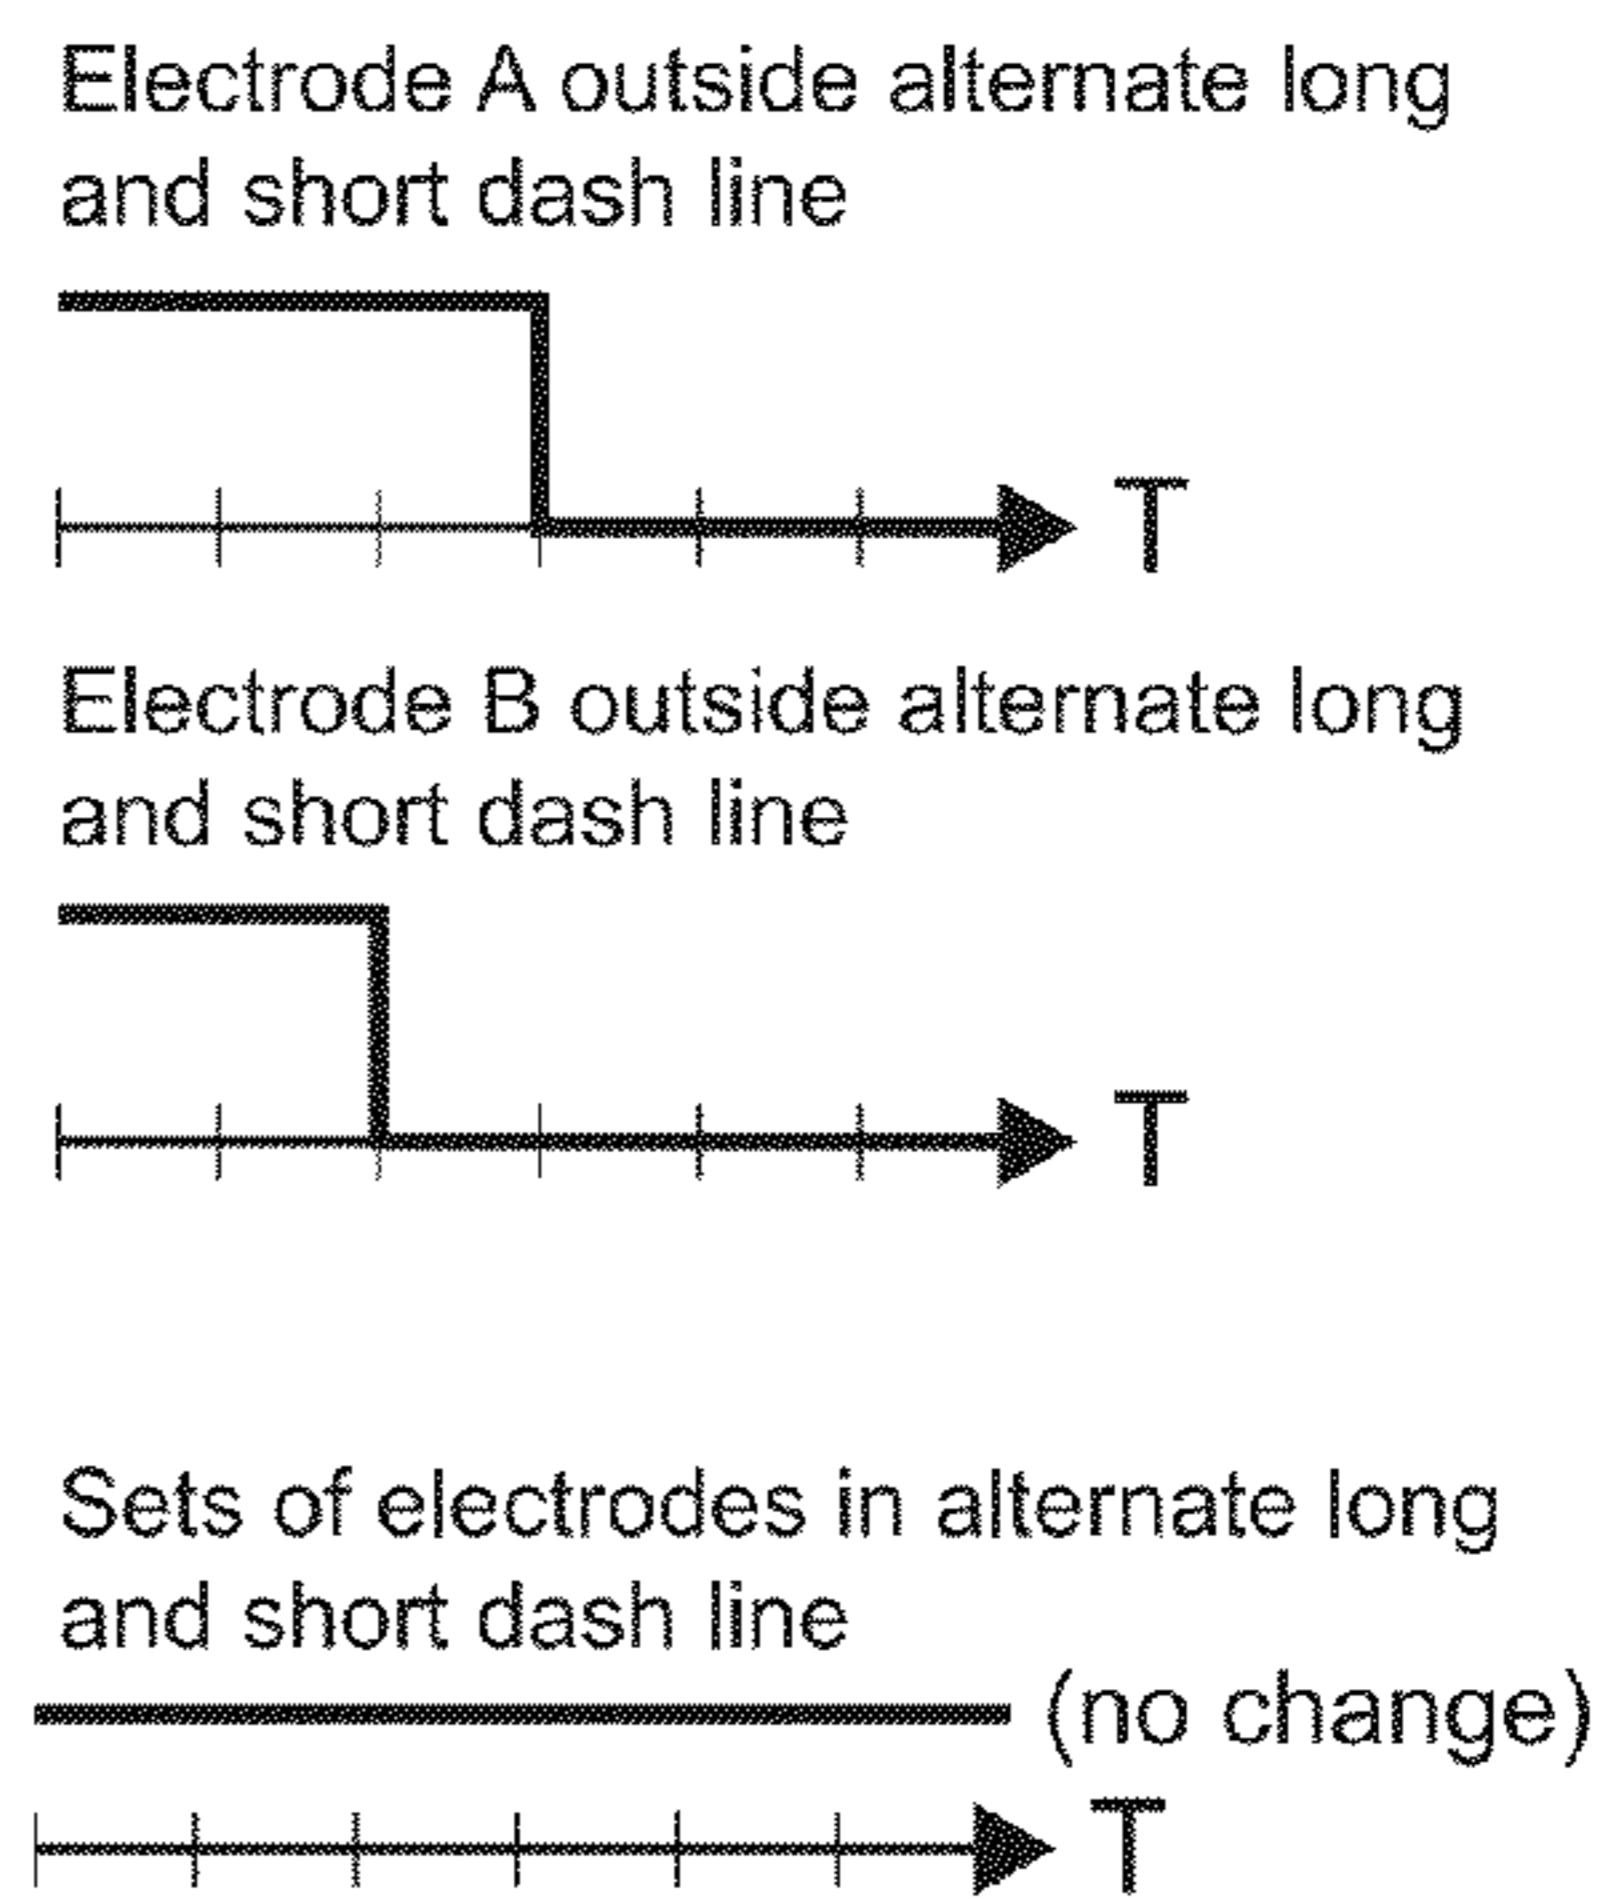 Electrode A outside alternate long
and short dash line
T
Electrode B outside alternate long
and short dash line
T
Sets of electrodes in alternate long
and short dash line
(no change)
T